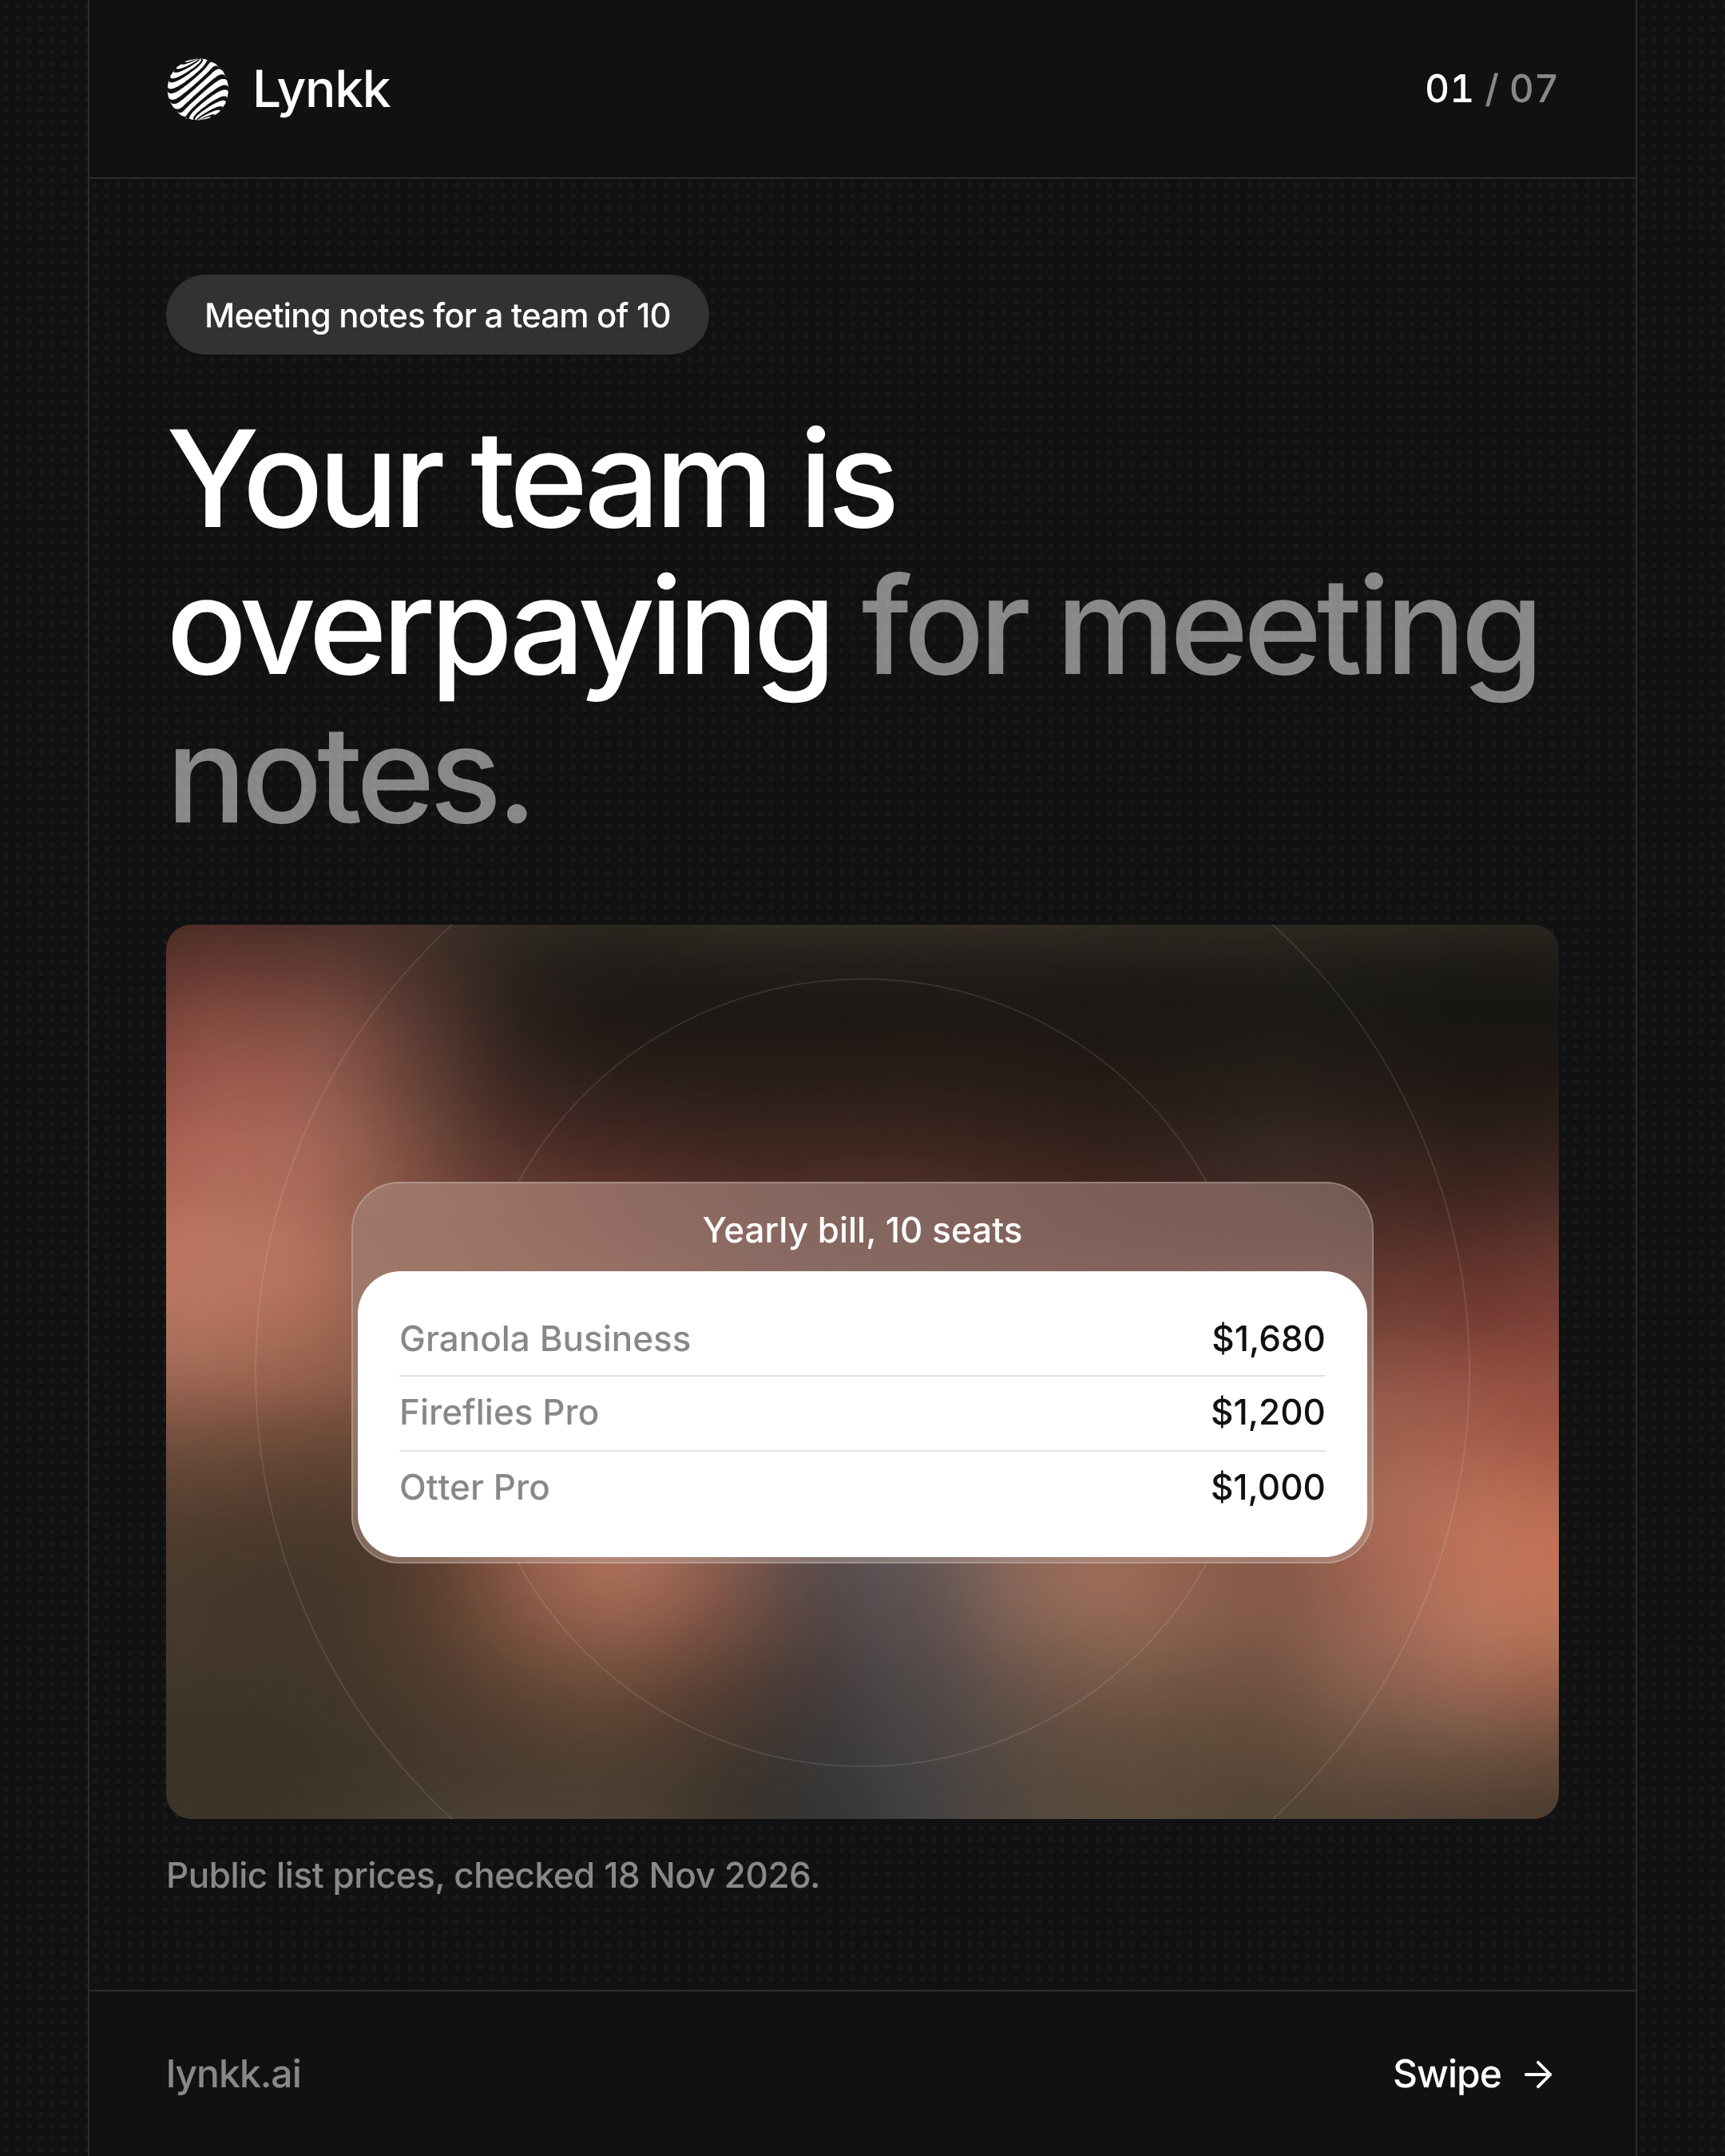 Lynkk
01 / 07
Meeting notes for a team of 10
Your team is
overpaying for meeting
notes.
Yearly bill, 10 seats
Granola Business $1,680
Fireflies Pro $1,200
Otter Pro $1,000
Public list prices, checked 18 Nov 2026.
lynkk.ai
Swipe →